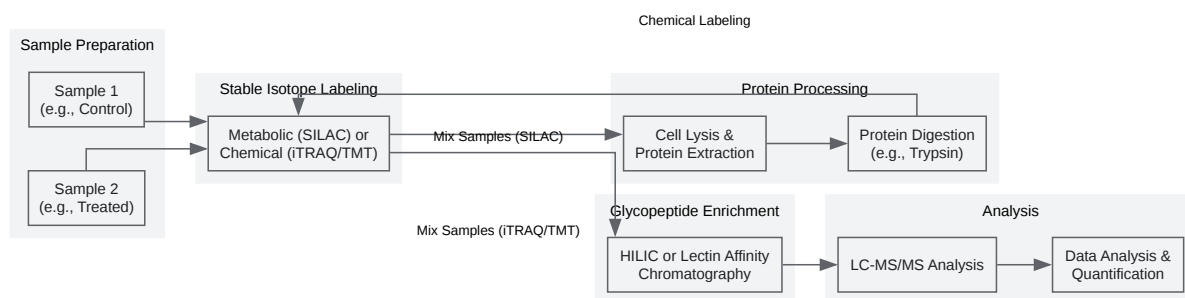 Chemical Labeling
Sample Preparation
Sample 1
(e.g., Control)
Sample 2
(e.g., Treated)
Stable Isotope Labeling
Metabolic (SILAC) or
Chemical (iTRAQ/TMT)
Mix Samples (SILAC)
Mix Samples (iTRAQ/TMT)
Protein Processing
Cell Lysis &
Protein Extraction
Protein Digestion
(e.g., Trypsin)
Glycopeptide Enrichment
HILIC or Lectin Affinity
Chromatography
Analysis
LC-MS/MS Analysis
Data Analysis &
Quantification